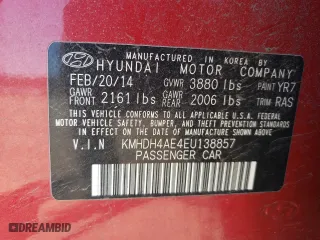 MANUFACTURED IN KOREA BY
HYUNDAI MOTOR COMPANY
FEB/20/14 GVWR 3880 lbs PAINT YR7
GAWR FRONT 2161 lbs GAWR REAR 2006 lbs TRIM RAS
THIS VEHICLE CONFORMS TO ALL APPLICABLE U.S. FEDERAL
MOTOR VEHICLE SAFETY, BUMPER, AND THEFT PREVENTION
STANDARDS IN EFFECT ON THE DATE OF MANUFACTURE SHOWN ABOVE.
V.I.N KMHDH4AE4EU138857
PASSENGER CAR
©DREAMBID.COM